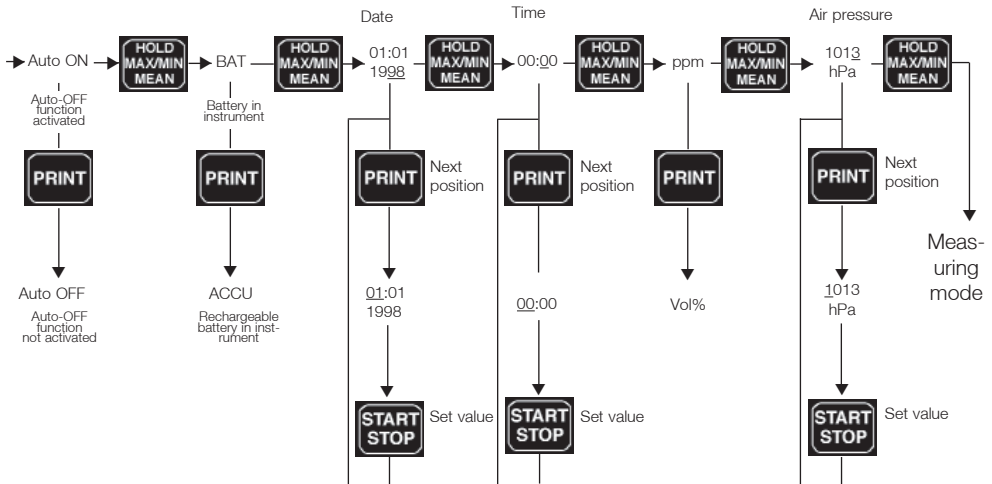 Date
Time
Air pressure
Auto ON
HOLD
MAX/MIN
MEAN
BAT
HOLD
MAX/MIN
MEAN
01:01
1998
HOLD
MAX/MIN
MEAN
00:00
HOLD
MAX/MIN
MEAN
ppm
HOLD
MAX/MIN
MEAN
1013
hPa
HOLD
MAX/MIN
MEAN
Auto-OFF
function
activated
Battery in
instrument
PRINT
PRINT
PRINT
Next
position
PRINT
Next
position
PRINT
PRINT
Next
position
Meas-
uring
mode
Auto OFF
Auto-OFF
function
not activated
ACCU
Rechargeable
battery in inst-
rument
01:01
1998
00:00
Vol%
1013
hPa
START
STOP
Set value
START
STOP
Set value
START
STOP
Set value